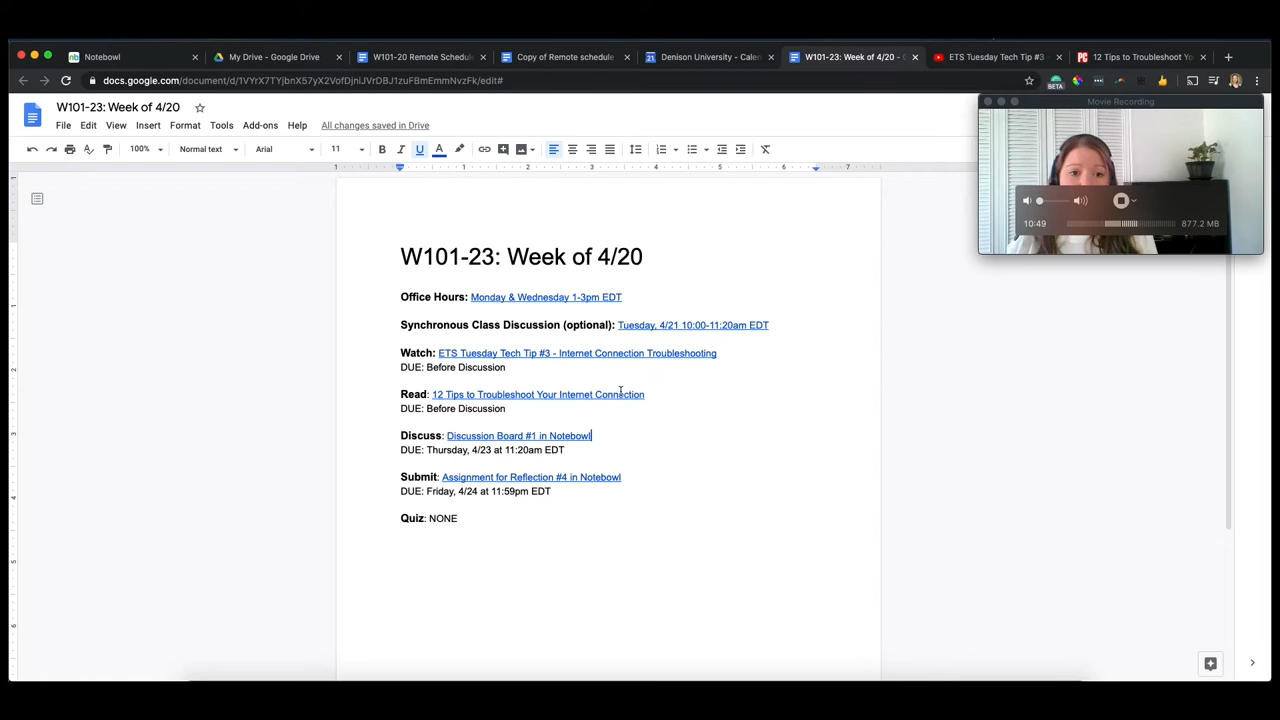 Notebowl
My Drive - Google Drive
W101-20 Remote Schedule
Copy of Remote schedule
Denison University - Calen
W101-23: Week of 4/20 - G
ETS Tuesday Tech Tip #3
12 Tips to Troubleshoot Yo
docs.google.com/document/d/1VYrX7TYjbnX57yX2VofDjnIJVrDBJ1zuFBmEmmNvzFk/edit#
BETA
W101-23: Week of 4/20
Movie Recording
File Edit View Insert Format Tools Add-ons Help All changes saved in Drive
100% Normal text Arial 11 B I U A
10:49 877.2 MB
W101-23: Week of 4/20
Office Hours: Monday & Wednesday 1-3pm EDT
Synchronous Class Discussion (optional): Tuesday, 4/21 10:00-11:20am EDT
Watch: ETS Tuesday Tech Tip #3 - Internet Connection Troubleshooting
DUE: Before Discussion
Read: 12 Tips to Troubleshoot Your Internet Connection
DUE: Before Discussion
Discuss: Discussion Board #1 in Notebowl
DUE: Thursday, 4/23 at 11:20am EDT
Submit: Assignment for Reflection #4 in Notebowl
DUE: Friday, 4/24 at 11:59pm EDT
Quiz: NONE